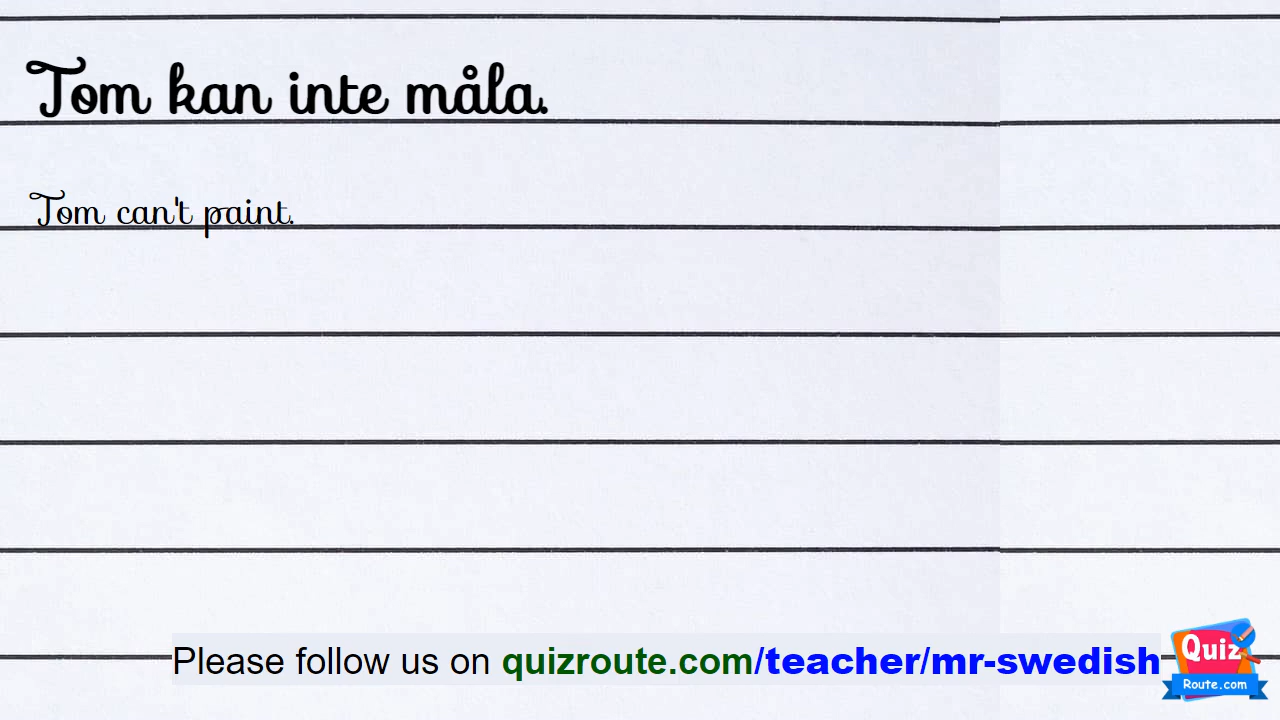 Tom kan inte måla.
Tom can't paint.
Please follow us on quizroute.com/teacher/mr-swedish
Quiz
Route.com